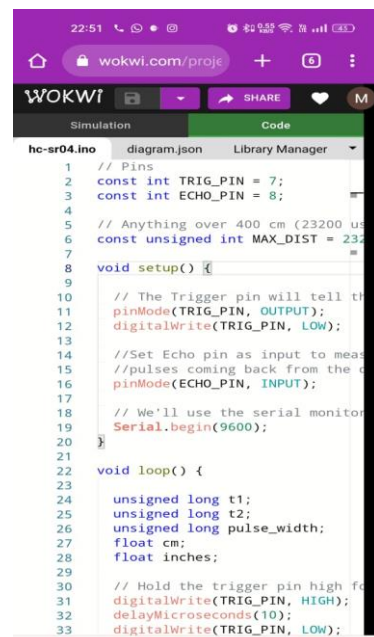 22:51 0.55 KB/s 45
wokwi.com/proje + 6
WOKWI SHARE M
Simulation Code
hc-sr04.ino diagram.json Library Manager
1 // Pins
2 const int TRIG_PIN = 7;
3 const int ECHO_PIN = 8;
4
5 // Anything over 400 cm (23200 us
6 const unsigned int MAX_DIST = 232
7
8 void setup() {
9
10 // The Trigger pin will tell th
11 pinMode(TRIG_PIN, OUTPUT);
12 digitalWrite(TRIG_PIN, LOW);
13
14 //Set Echo pin as input to meas
15 //pulses coming back from the d
16 pinMode(ECHO_PIN, INPUT);
17
18 // We'll use the serial monitor
19 Serial.begin(9600);
20 }
21
22 void loop() {
23
24 unsigned long t1;
25 unsigned long t2;
26 unsigned long pulse_width;
27 float cm;
28 float inches;
29
30 // Hold the trigger pin high fo
31 digitalWrite(TRIG_PIN, HIGH);
32 delayMicroseconds(10);
33 digitalWrite(TRIG_PIN, LOW);